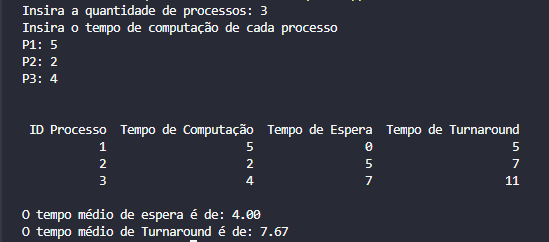 Insira a quantidade de processos: 3
Insira o tempo de computação de cada processo
P1: 5
P2: 2
P3: 4
ID Processo Tempo de Computação Tempo de Espera Tempo de Turnaround
1 5 0 5
2 2 5 7
3 4 7 11
O tempo médio de espera é de: 4.00
O tempo médio de Turnaround é de: 7.67